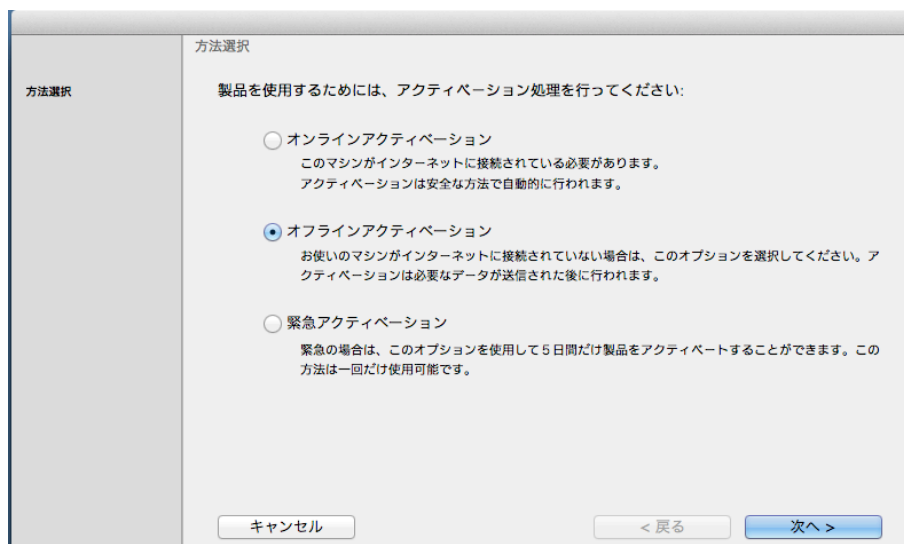 方法選択
方法選択
製品を使用するためには、アクティベーション処理を行ってください:
オンラインアクティベーション
このマシンがインターネットに接続されている必要があります。
アクティベーションは安全な方法で自動的に行われます。
オフラインアクティベーション
お使いのマシンがインターネットに接続されていない場合は、このオプションを選択してください。ア
クティベーションは必要なデータが送信された後に行われます。
緊急アクティベーション
緊急の場合は、このオプションを使用して5日間だけ製品をアクティベートすることができます。この
方法は一回だけ使用可能です。
キャンセル
< 戻る
次へ >